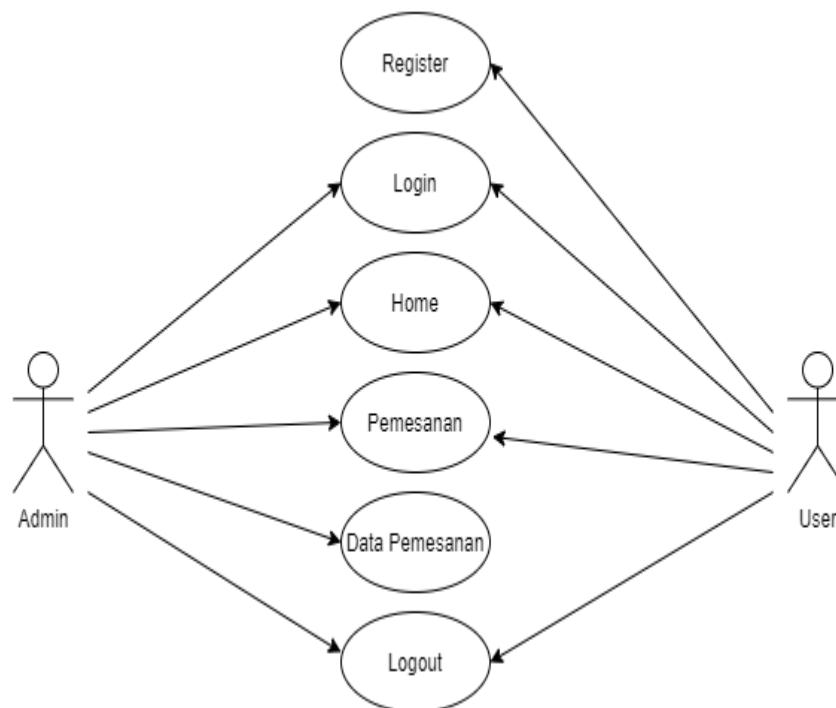 Register
Login
Home
Pemesanan
Admin
User
Data Pemesanan
Logout